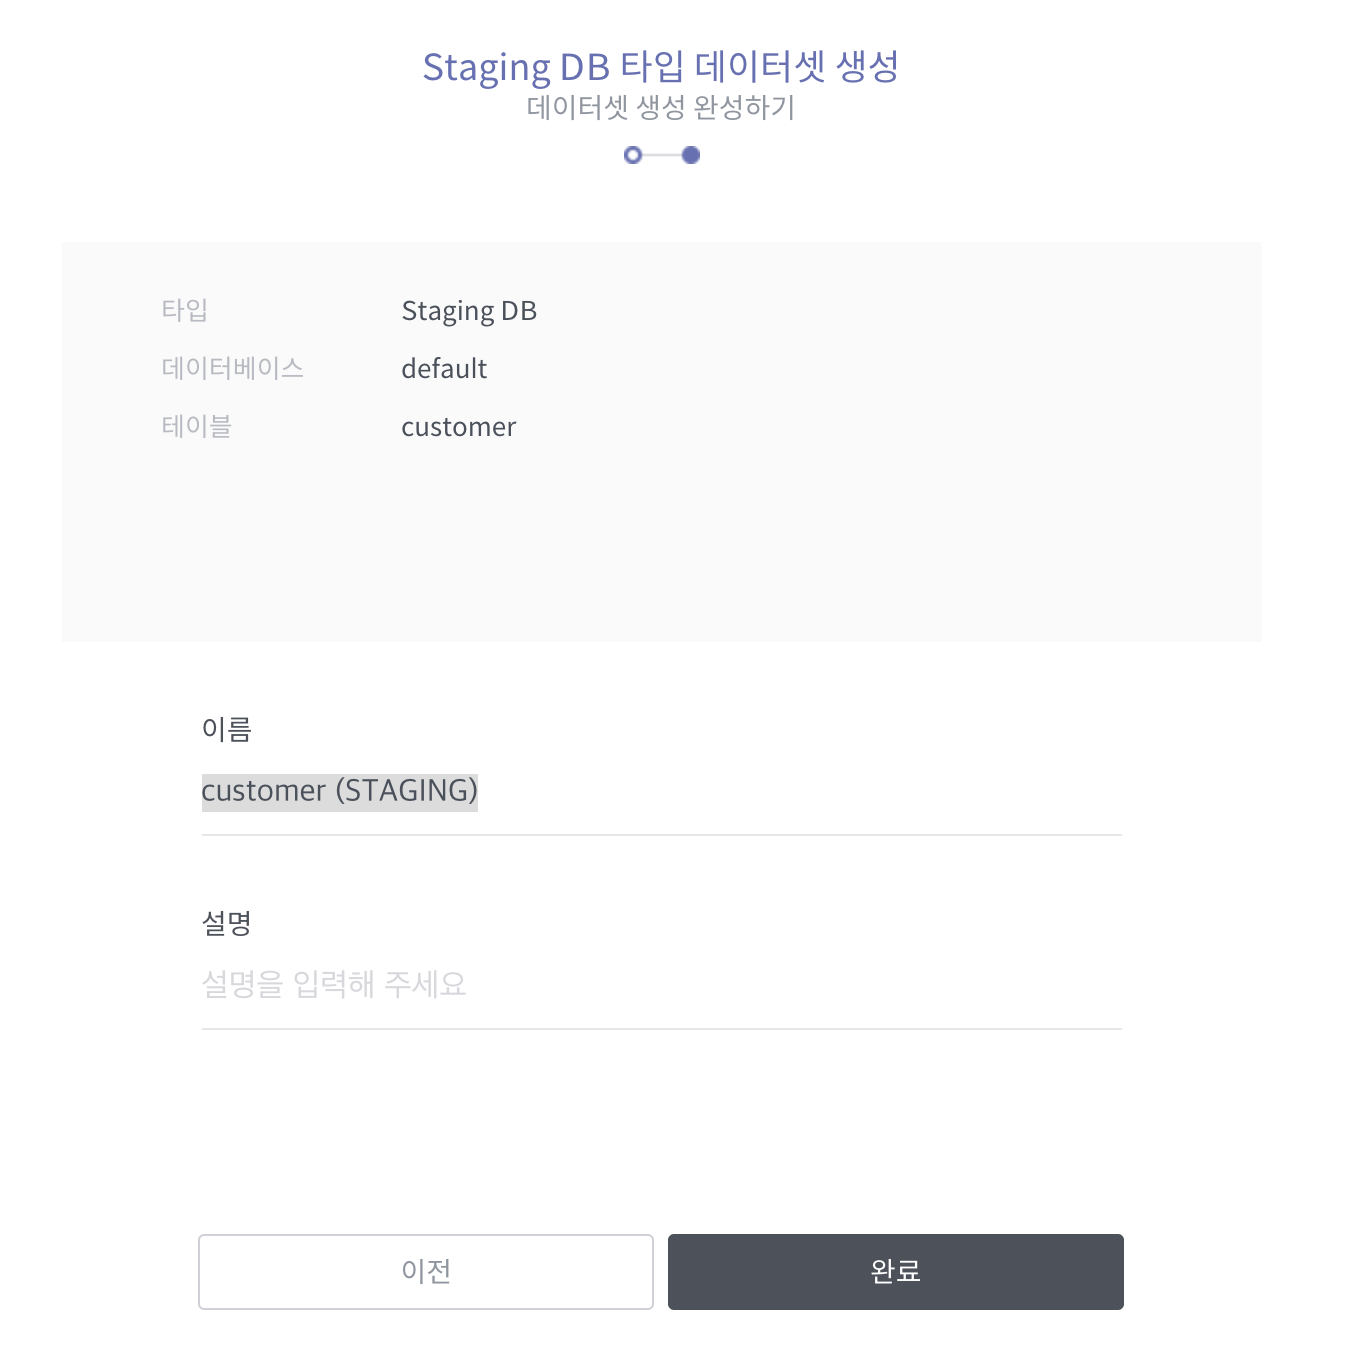 Staging DB 타입 데이터셋 생성
데이터셋 생성 완성하기
타입 Staging DB
데이터베이스 default
테이블 customer
이름
customer (STAGING)
설명
설명을 입력해 주세요
이전 완료